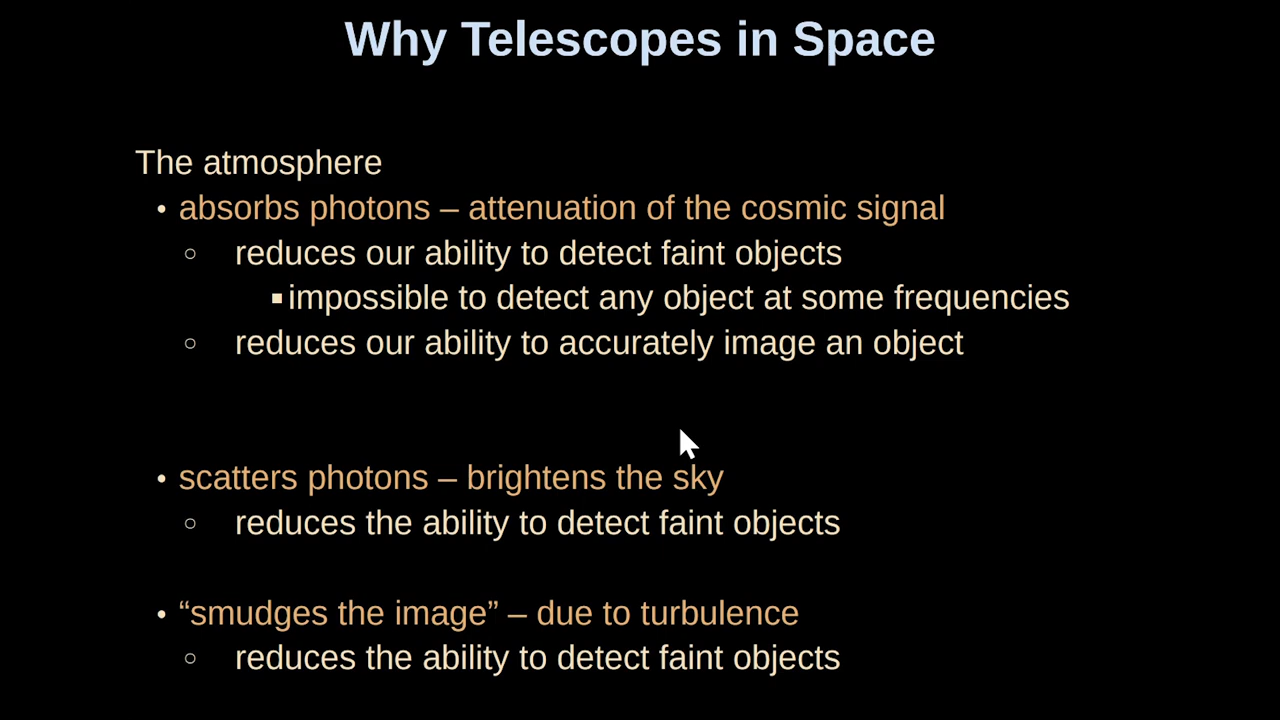 Why Telescopes in Space
The atmosphere
• absorbs photons – attenuation of the cosmic signal
○ reduces our ability to detect faint objects
▪ impossible to detect any object at some frequencies
○ reduces our ability to accurately image an object
• scatters photons – brightens the sky
○ reduces the ability to detect faint objects
• “smudges the image” – due to turbulence
○ reduces the ability to detect faint objects